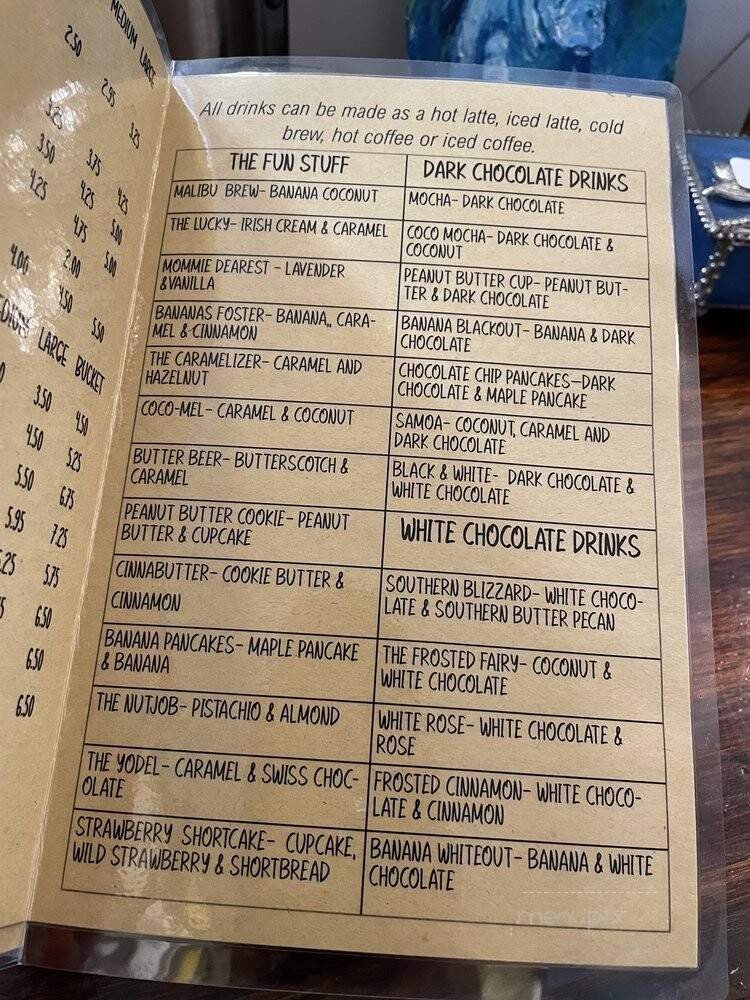 MEDIUM LARGE
2.50 2.95
3.25 3.25
3.50 3.75
4.25 4.25 4.25
4.75 5.00
4.00 2.00 5.00
4.50
5.50
LARGE BUCKET
3.50 4.50
4.50 5.25
5.50 6.75
5.95 7.25
5.75
6.50
6.50
6.50
All drinks can be made as a hot latte, iced latte, cold
brew, hot coffee or iced coffee.
THE FUN STUFF
MALIBU BREW- BANANA COCONUT
THE LUCKY- IRISH CREAM & CARAMEL
MOMMIE DEAREST - LAVENDER
&VANILLA
BANANAS FOSTER- BANANA,, CARA-
MEL & CINNAMON
THE CARAMELIZER- CARAMEL AND
HAZELNUT
COCO-MEL- CARAMEL & COCONUT
BUTTER BEER- BUTTERSCOTCH &
CARAMEL
PEANUT BUTTER COOKIE- PEANUT
BUTTER & CUPCAKE
CINNABUTTER- COOKIE BUTTER &
CINNAMON
BANANA PANCAKES- MAPLE PANCAKE
& BANANA
THE NUTJOB- PISTACHIO & ALMOND
THE YODEL- CARAMEL & SWISS CHOC-
OLATE
STRAWBERRY SHORTCAKE- CUPCAKE,
WILD STRAWBERRY & SHORTBREAD
DARK CHOCOLATE DRINKS
MOCHA- DARK CHOCOLATE
COCO MOCHA- DARK CHOCOLATE &
COCONUT
PEANUT BUTTER CUP- PEANUT BUT-
TER & DARK CHOCOLATE
BANANA BLACKOUT- BANANA & DARK
CHOCOLATE
CHOCOLATE CHIP PANCAKES-DARK
CHOCOLATE & MAPLE PANCAKE
SAMOA- COCONUT, CARAMEL AND
DARK CHOCOLATE
BLACK & WHITE- DARK CHOCOLATE &
WHITE CHOCOLATE
WHITE CHOCOLATE DRINKS
SOUTHERN BLIZZARD- WHITE CHOCO-
LATE & SOUTHERN BUTTER PECAN
THE FROSTED FAIRY- COCONUT &
WHITE CHOCOLATE
WHITE ROSE- WHITE CHOCOLATE &
ROSE
FROSTED CINNAMON- WHITE CHOCO-
LATE & CINNAMON
BANANA WHITEOUT- BANANA & WHITE
CHOCOLATE
menupix